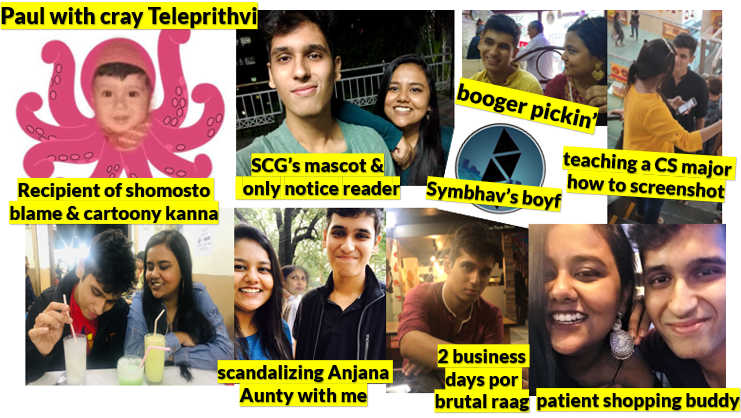 Paul with cray Teleprithvi
Recipient of shomosto
blame & cartoony kanna
SCG's mascot &
only notice reader
booger pickin'
Symbhav's boyf
teaching a CS major
how to screenshot
scandalizing Anjana
Aunty with me
2 business
days por
brutal raag
patient shopping buddy